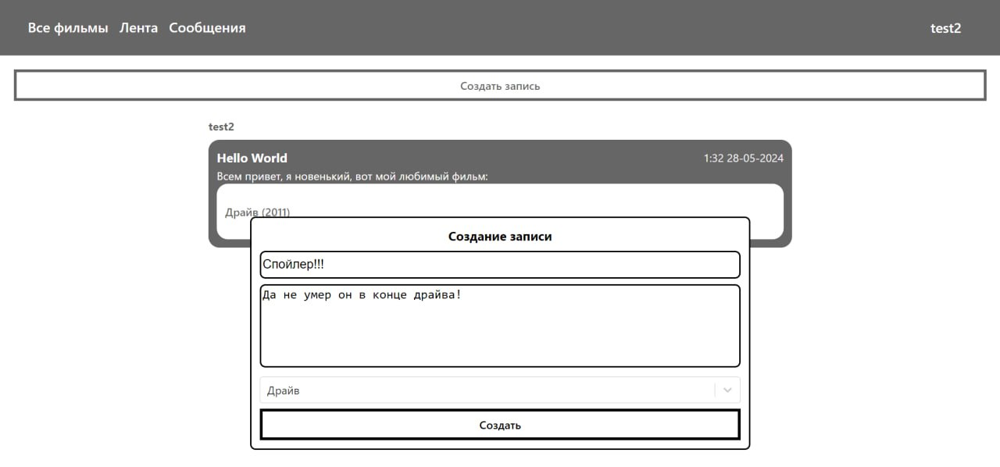 Все фильмы Лента Сообщения test2
Создать запись
test2
Hello World 1:32 28-05-2024
Всем привет, я новенький, вот мой любимый фильм:
Драйв (2011)
Создание записи
Спойлер!!!
Да не умер он в конце драйва!
Драйв
Создать